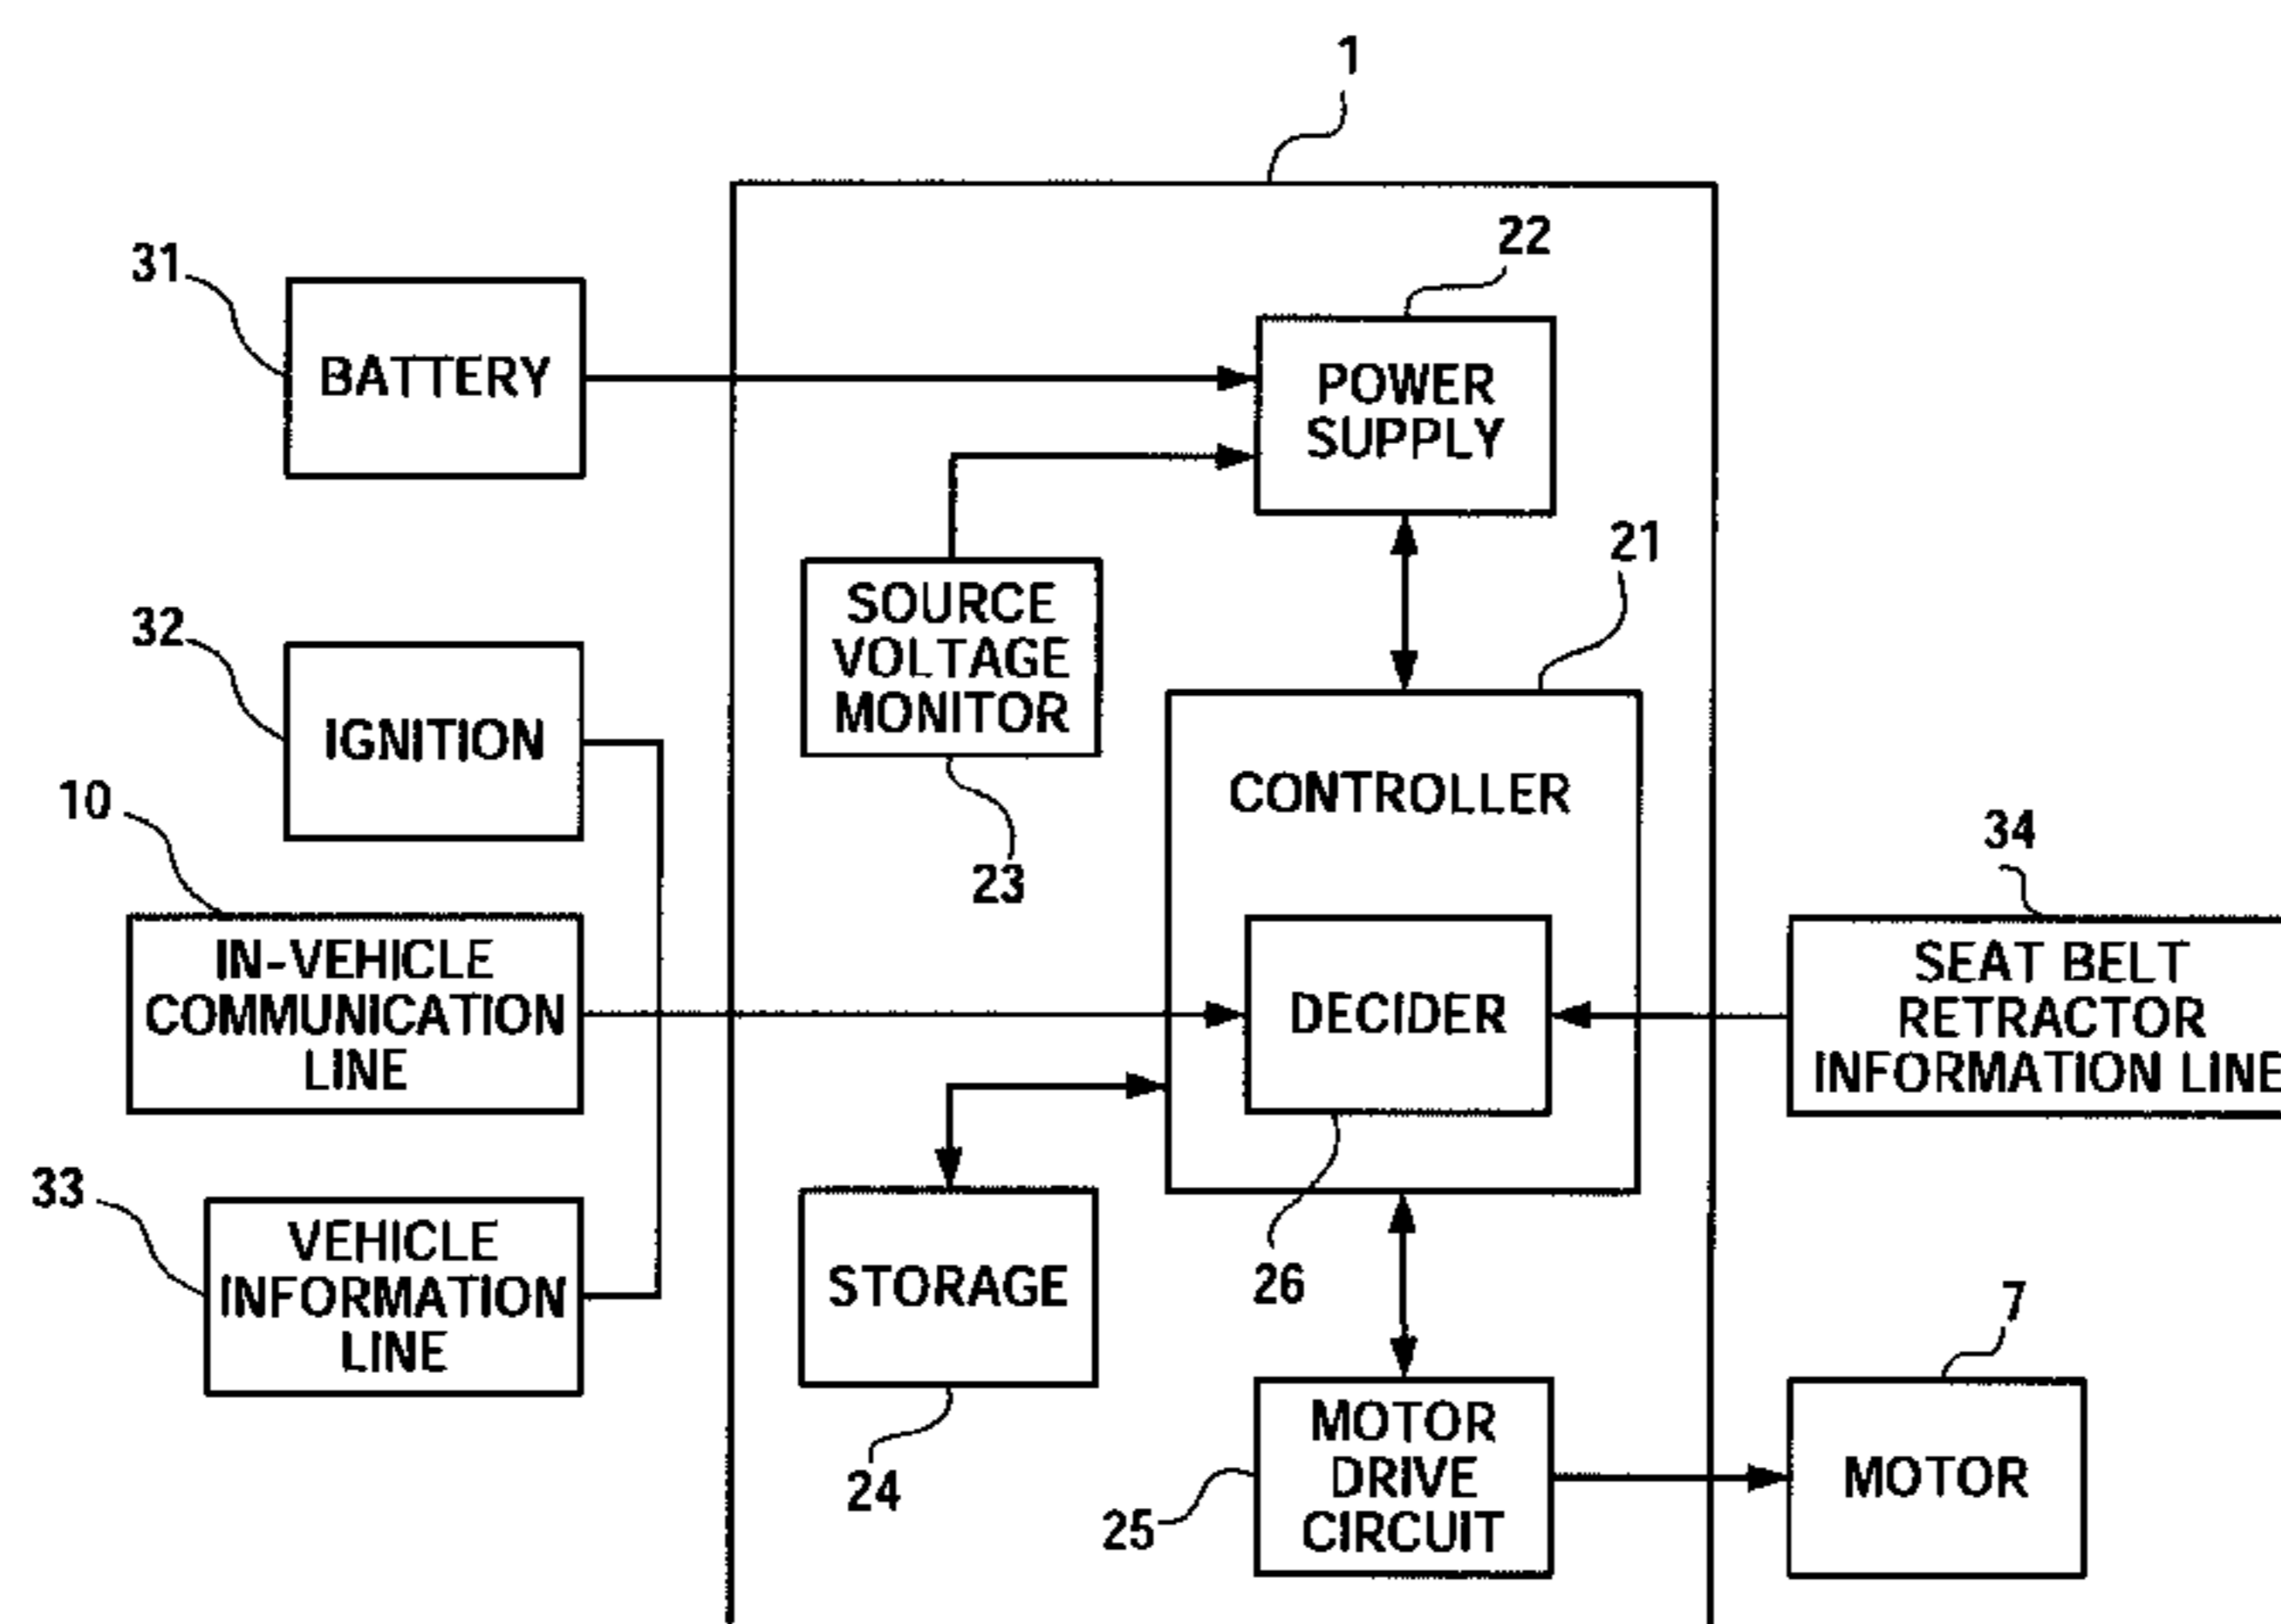 1
22
31
BATTERY
POWER
SUPPLY
21
32
SOURCE
VOLTAGE
MONITOR
IGNITION
CONTROLLER
10
34
23
IN-VEHICLE
COMMUNICATION
LINE
DECIDER
SEAT BELT
RETRACTOR
INFORMATION LINE
33
VEHICLE
INFORMATION
LINE
STORAGE
26
7
24
25
MOTOR
DRIVE
CIRCUIT
MOTOR